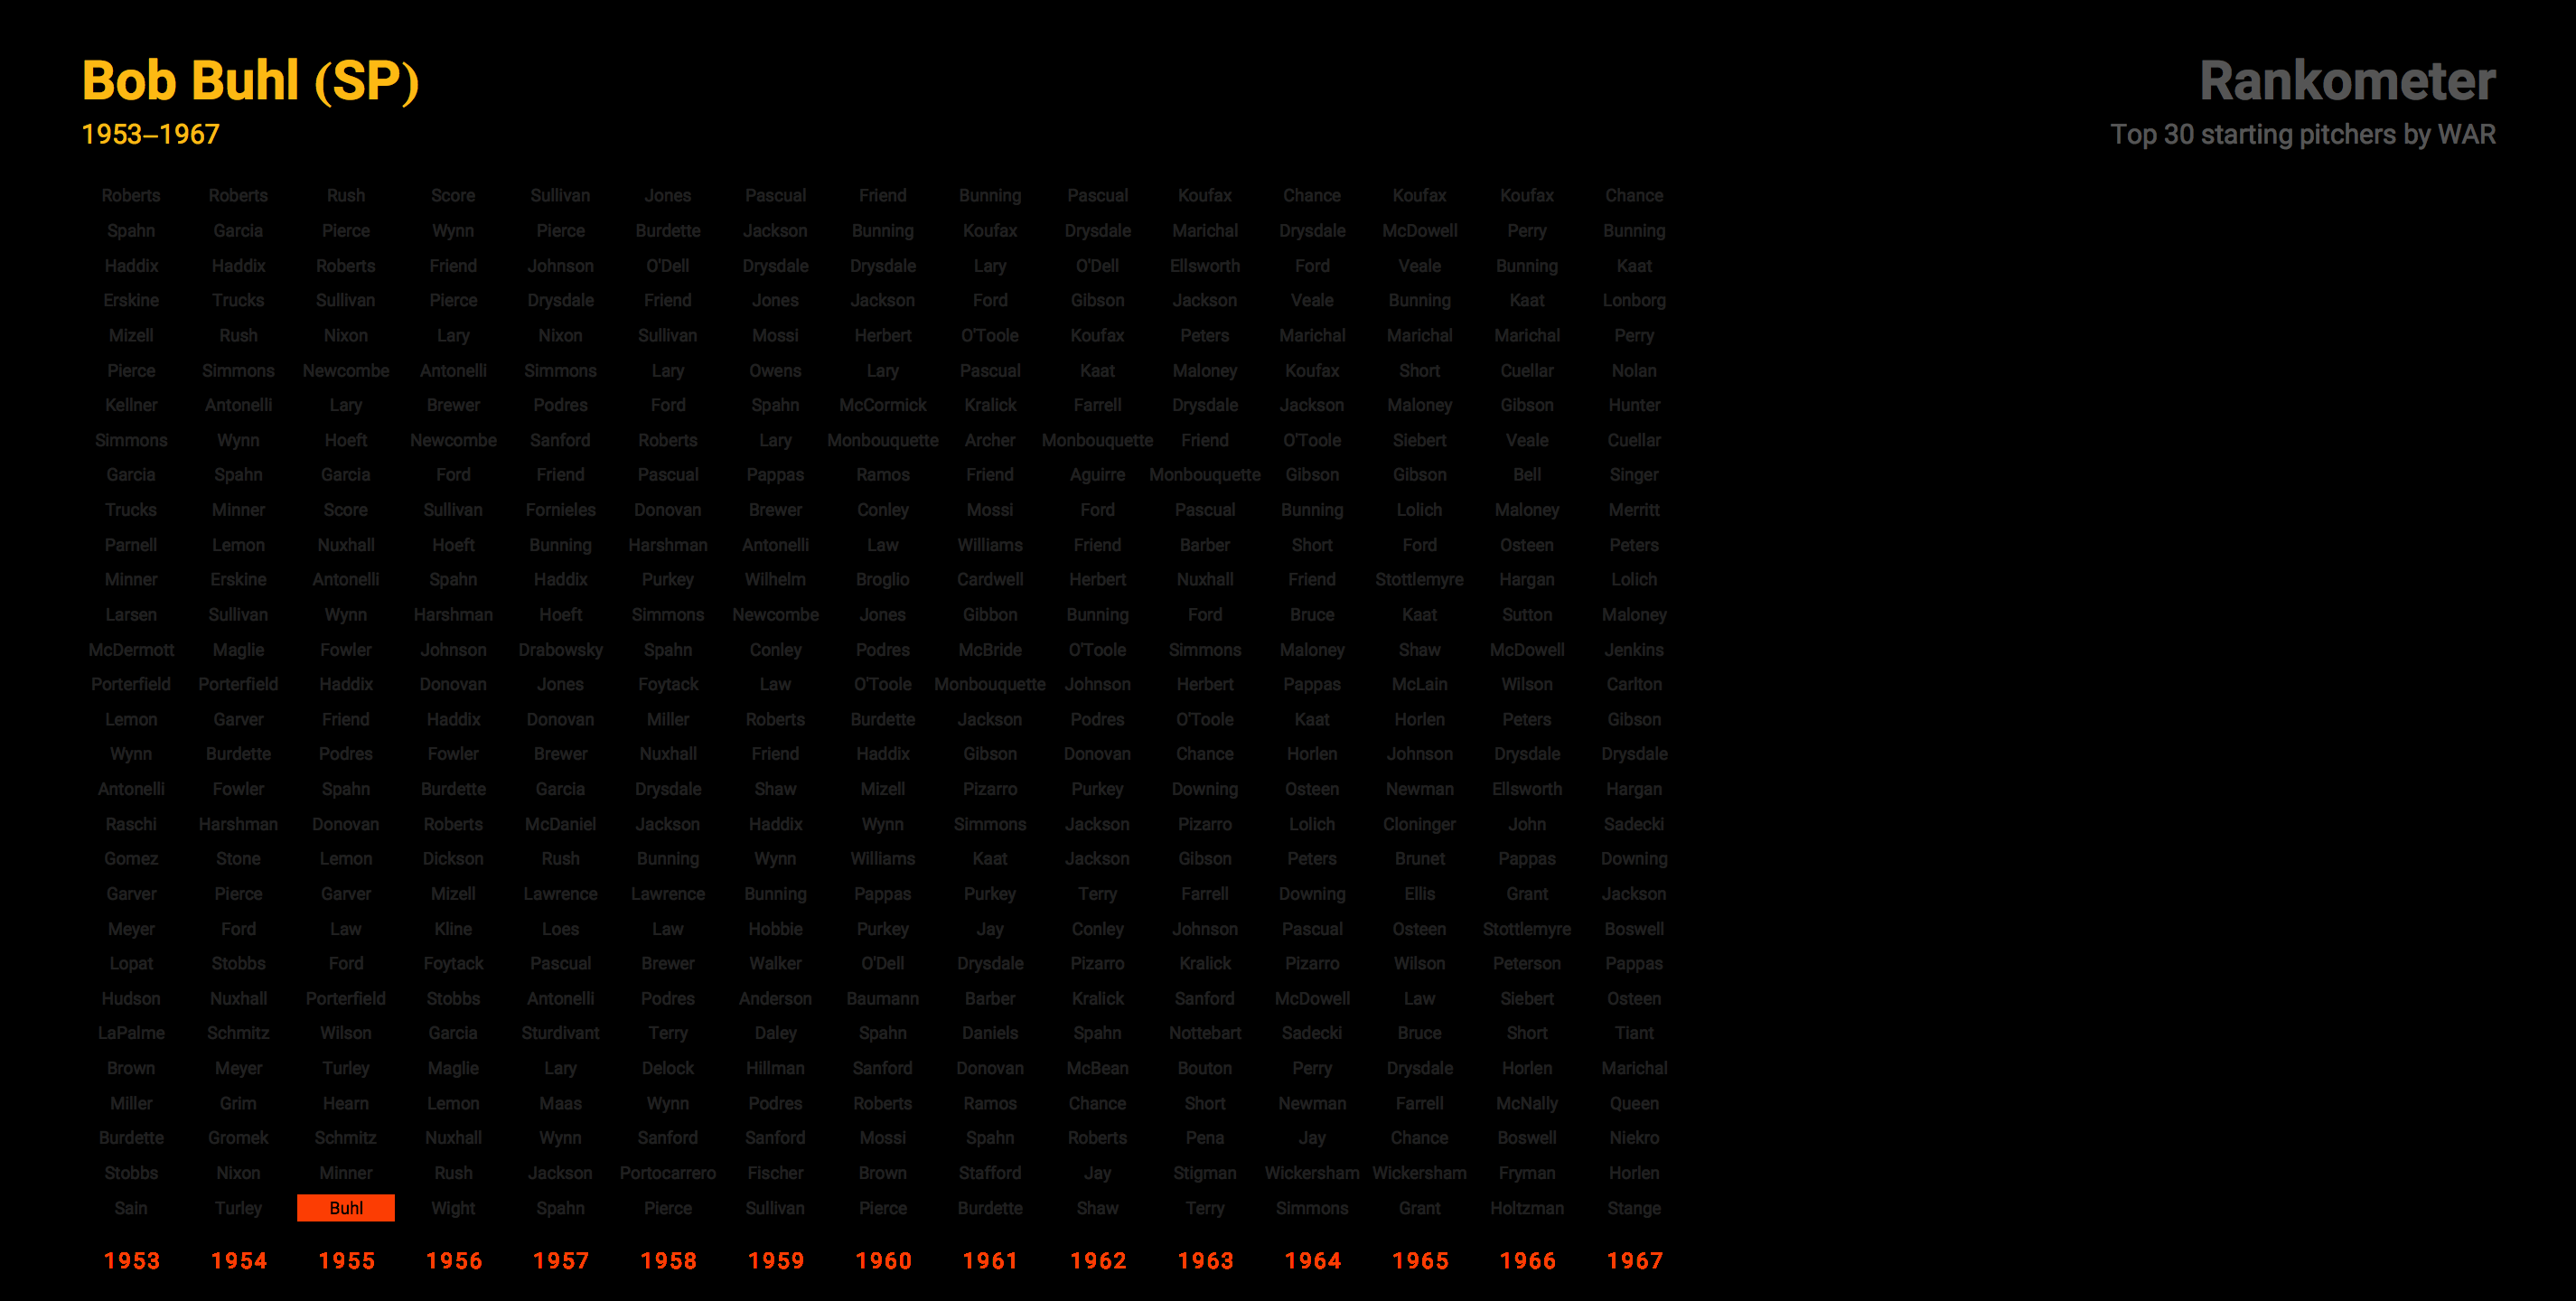 Bob Buhl (SP)
1953–1967
Rankometer
Top 30 starting pitchers by WAR
Roberts Roberts Rush Score Sullivan Jones Pascual Friend Bunning Pascual Koufax Chance Koufax Koufax Chance
Spahn Garcia Pierce Wynn Pierce Burdette Jackson Bunning Koufax Drysdale Marichal Drysdale McDowell Perry Bunning
Haddix Haddix Roberts Friend Johnson O'Dell Drysdale Drysdale Lary O'Dell Ellsworth Ford Veale Bunning Kaat
Erskine Trucks Sullivan Pierce Drysdale Friend Jones Jackson Ford Gibson Jackson Veale Bunning Kaat Lonborg
Mizell Rush Nixon Lary Nixon Sullivan Mossi Herbert O'Toole Koufax Peters Marichal Marichal Marichal Perry
Pierce Simmons Newcombe Antonelli Simmons Lary Owens Lary Pascual Kaat Maloney Koufax Short Cuellar Nolan
Kellner Antonelli Lary Brewer Podres Ford Spahn McCormick Kralick Farrell Drysdale Jackson Maloney Gibson Hunter
Simmons Wynn Hoeft Newcombe Sanford Roberts Lary Monbouquette Archer Monbouquette Friend O'Toole Siebert Veale Cuellar
Garcia Spahn Garcia Ford Friend Pascual Pappas Ramos Friend Aguirre Monbouquette Gibson Gibson Bell Singer
Trucks Minner Score Sullivan Fornieles Donovan Brewer Conley Mossi Ford Pascual Bunning Lolich Maloney Merritt
Parnell Lemon Nuxhall Hoeft Bunning Harshman Antonelli Law Williams Friend Barber Short Ford Osteen Peters
Minner Erskine Antonelli Spahn Haddix Purkey Wilhelm Broglio Cardwell Herbert Nuxhall Friend Stottlemyre Hargan Lolich
Larsen Sullivan Wynn Harshman Hoeft Simmons Newcombe Jones Gibbon Bunning Ford Bruce Kaat Sutton Maloney
McDermott Maglie Fowler Johnson Drabowsky Spahn Conley Podres McBride O'Toole Simmons Maloney Shaw McDowell Jenkins
Porterfield Porterfield Haddix Donovan Jones Foytack Law O'Toole Monbouquette Johnson Herbert Pappas McLain Wilson Carlton
Lemon Garver Friend Haddix Donovan Miller Roberts Burdette Jackson Podres O'Toole Kaat Horlen Peters Gibson
Wynn Burdette Podres Fowler Brewer Nuxhall Friend Haddix Gibson Donovan Chance Horlen Johnson Drysdale Drysdale
Antonelli Fowler Spahn Burdette Garcia Drysdale Shaw Mizell Pizarro Purkey Downing Osteen Newman Ellsworth Hargan
Raschi Harshman Donovan Roberts McDaniel Jackson Haddix Wynn Simmons Jackson Pizarro Lolich Cloninger John Sadecki
Gomez Stone Lemon Dickson Rush Bunning Wynn Williams Kaat Jackson Gibson Peters Brunet Pappas Downing
Garver Pierce Garver Mizell Lawrence Lawrence Bunning Pappas Purkey Terry Farrell Downing Ellis Grant Jackson
Meyer Ford Law Kline Loes Law Hobbie Purkey Jay Conley Johnson Pascual Osteen Stottlemyre Boswell
Lopat Stobbs Ford Foytack Pascual Brewer Walker O'Dell Drysdale Pizarro Kralick Pizarro Wilson Peterson Pappas
Hudson Nuxhall Porterfield Stobbs Antonelli Podres Anderson Baumann Barber Kralick Sanford McDowell Law Siebert Osteen
LaPalme Schmitz Wilson Garcia Sturdivant Terry Daley Spahn Daniels Spahn Nottebart Sadecki Bruce Short Tiant
Brown Meyer Turley Maglie Lary Delock Hillman Sanford Donovan McBean Bouton Perry Drysdale Horlen Marichal
Miller Grim Hearn Lemon Maas Wynn Podres Roberts Ramos Chance Short Newman Farrell McNally Queen
Burdette Gromek Schmitz Nuxhall Wynn Sanford Sanford Mossi Spahn Roberts Pena Jay Chance Boswell Niekro
Stobbs Nixon Minner Rush Jackson Portocarrero Fischer Brown Stafford Jay Stigman Wickersham Wickersham Fryman Horlen
Sain Turley Buhl Wight Spahn Pierce Sullivan Pierce Burdette Shaw Terry Simmons Grant Holtzman Stange
1953 1954 1955 1956 1957 1958 1959 1960 1961 1962 1963 1964 1965 1966 1967